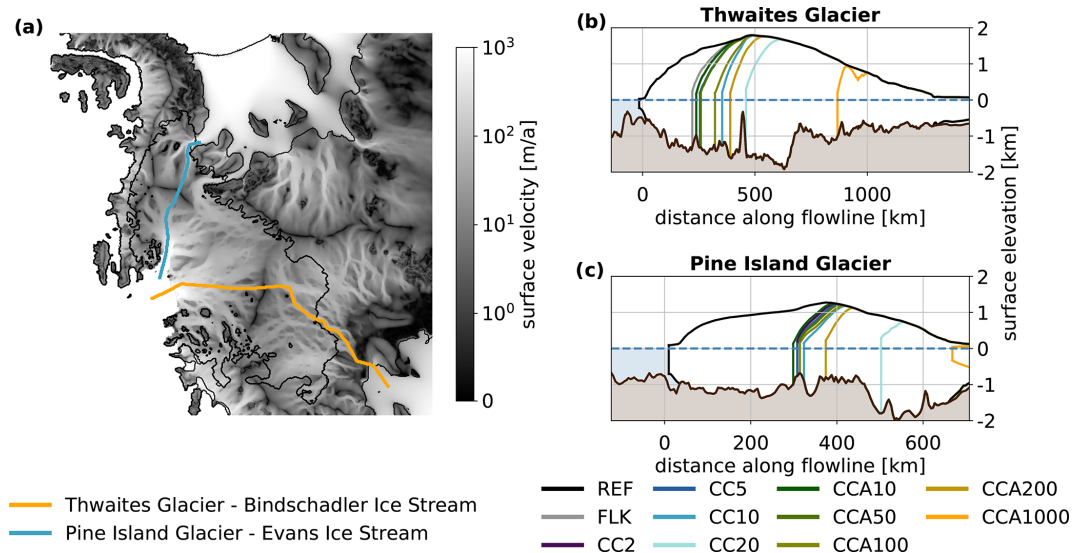 (a)
10³
10²
10¹
10⁰
0
surface velocity [m/a]
Thwaites Glacier - Bindschadler Ice Stream
Pine Island Glacier - Evans Ice Stream
(b)
Thwaites Glacier
2
1
0
-1
-2
0
500
1000
distance along flowline [km]
surface elevation [km]
(c)
Pine Island Glacier
2
1
0
-1
-2
0
200
400
600
distance along flowline [km]
REF
FLK
CC2
CC5
CC10
CC20
CCA10
CCA50
CCA100
CCA200
CCA1000